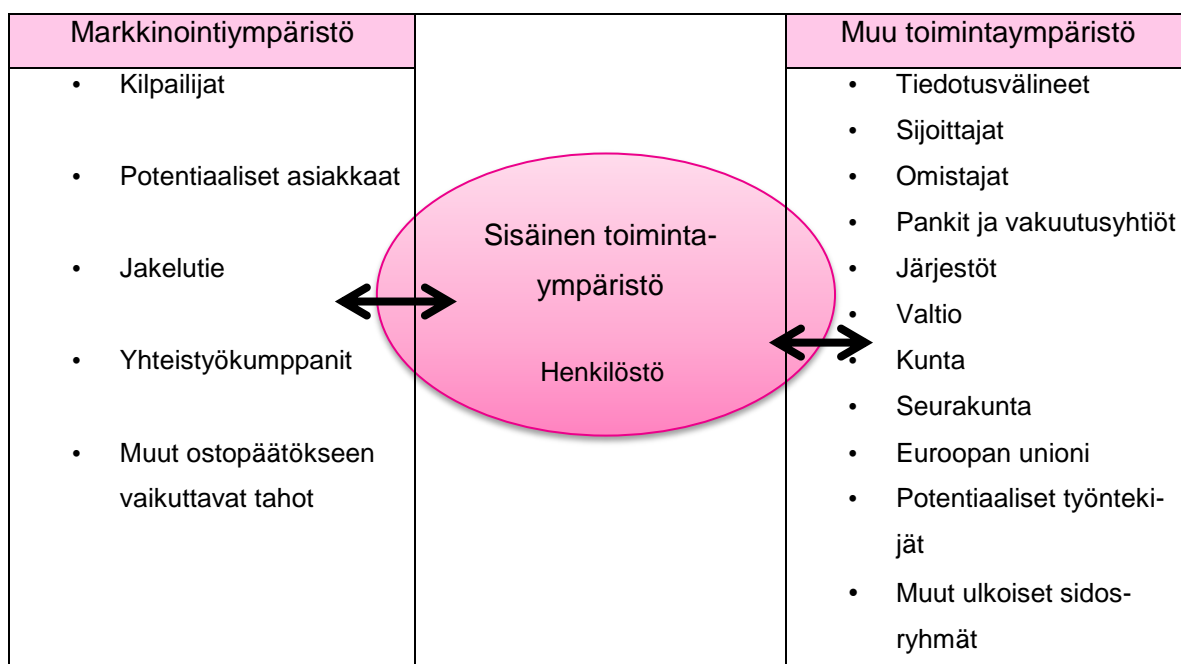 Markkinointiympäristö
• Kilpailijat
• Potentiaaliset asiakkaat
• Jakelutie
• Yhteistyökumppanit
• Muut ostopäätökseen
vaikuttavat tahot
Sisäinen toiminta-
ympäristö
Henkilöstö
Muu toimintaympäristö
• Tiedotusvälineet
• Sijoittajat
• Omistajat
• Pankit ja vakuutusyhtiöt
• Järjestöt
• Valtio
• Kunta
• Seurakunta
• Euroopan unioni
• Potentiaaliset työnteki-
jät
• Muut ulkoiset sidos-
ryhmät